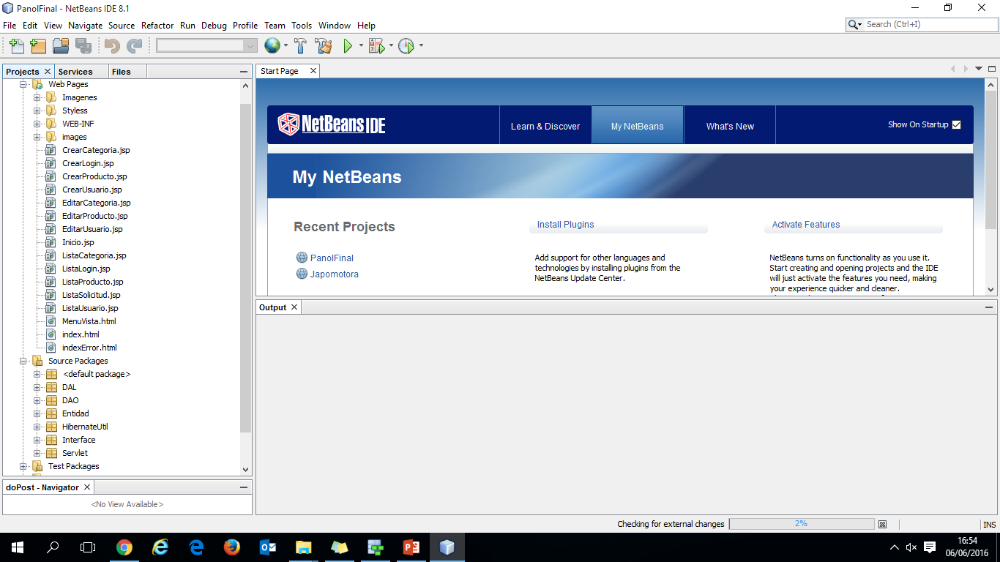 PanolFinal - NetBeans IDE 8.1
File Edit View Navigate Source Refactor Run Debug Profile Team Tools Window Help
Search (Ctrl+I)
Projects Services Files
Web Pages
Imagenes
Styless
WEB-INF
images
CrearCategoria.jsp
CrearLogin.jsp
CrearProducto.jsp
CrearUsuario.jsp
EditarCategoria.jsp
EditarProducto.jsp
EditarUsuario.jsp
Inicio.jsp
ListaCategoria.jsp
ListaLogin.jsp
ListaProducto.jsp
ListaSolicitud.jsp
ListaUsuario.jsp
MenuVista.html
index.html
indexError.html
Source Packages
<default package>
DAL
DAO
Entidad
HibernateUtil
Interface
Servlet
Test Packages
doPost - Navigator
<No View Available>
Start Page
NetBeans IDE
Learn & Discover My NetBeans What's New
Show On Startup
My NetBeans
Recent Projects
PanolFinal
Japomotora
Install Plugins
Add support for other languages and
technologies by installing plugins from the
NetBeans Update Center.
Activate Features
NetBeans turns on functionality as you use it.
Start creating and opening projects and the IDE
will just activate the features you need, making
your experience quicker and cleaner.
Output
Checking for external changes 2%
INS
16:54
06/06/2016